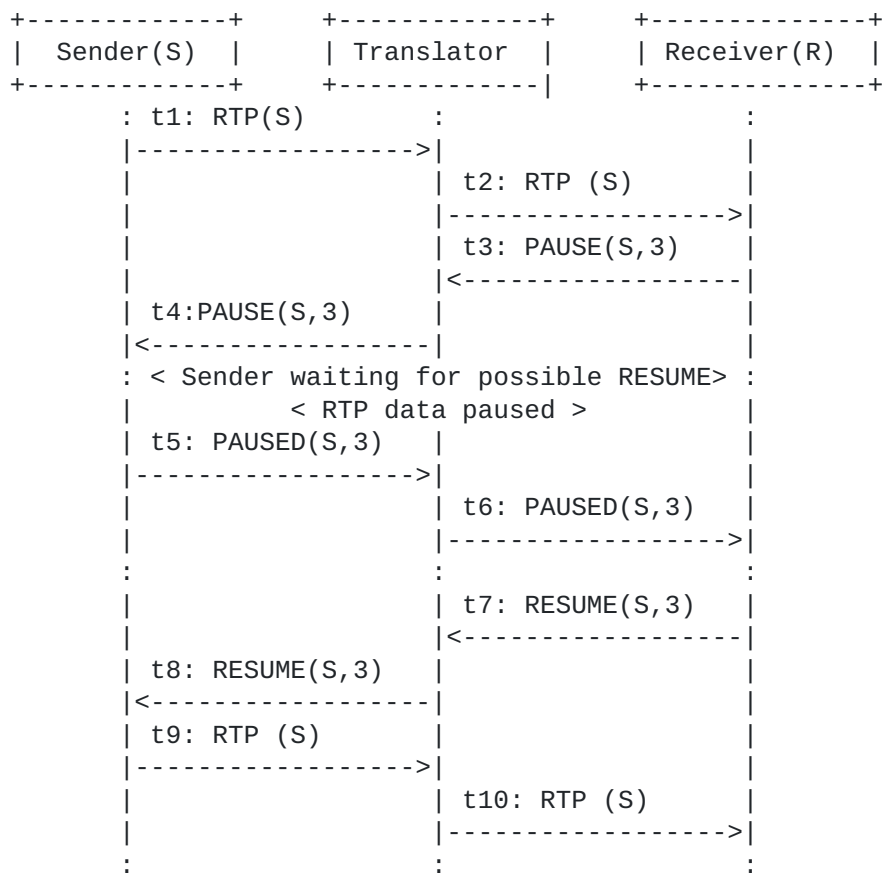 Sender(S) Translator Receiver(R)
t1: RTP(S)
t2: RTP (S)
t3: PAUSE(S,3)
t4:PAUSE(S,3)
< Sender waiting for possible RESUME>
< RTP data paused >
t5: PAUSED(S,3)
t6: PAUSED(S,3)
t7: RESUME(S,3)
t8: RESUME(S,3)
t9: RTP (S)
t10: RTP (S)